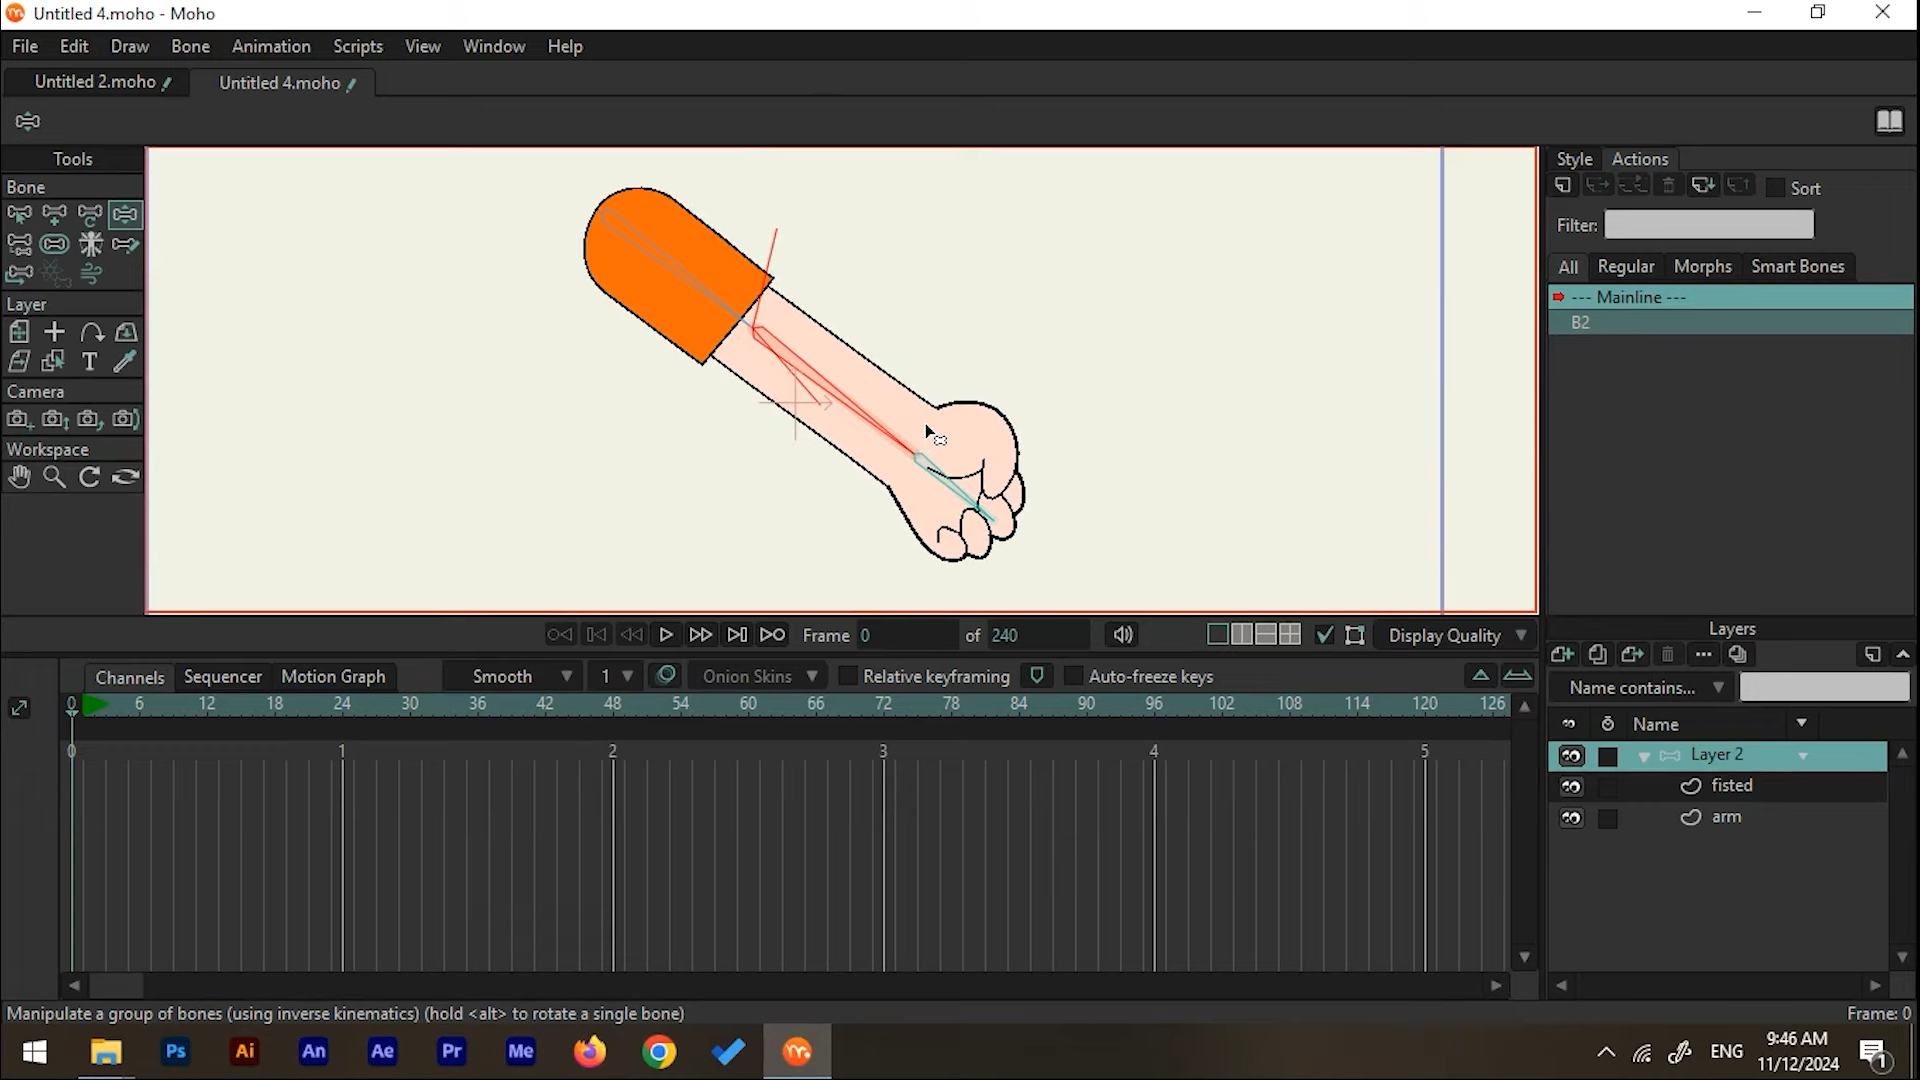 Untitled 4.moho - Moho
File Edit Draw Bone Animation Scripts View Window Help
Untitled 2.moho Untitled 4.moho
Tools
Bone
Layer
T
Camera
Workspace
Style Actions
Sort
Filter:
All Regular Morphs Smart Bones
--- Mainline ---
B2
Frame 0 of 240 Display Quality
Channels Sequencer Motion Graph Smooth 1 Onion Skins Relative keyframing Auto-freeze keys
0 6 12 18 24 30 36 42 48 54 60 66 72 78 84 90 96 102 108 114 120 126
0 1 2 3 4 5
Layers
Name contains...
Name
Layer 2
fisted
arm
Manipulate a group of bones (using inverse kinematics) (hold <alt> to rotate a single bone)
Frame: 0
Ps Ai An Ae Pr Me
ENG
9:46 AM
11/12/2024
1